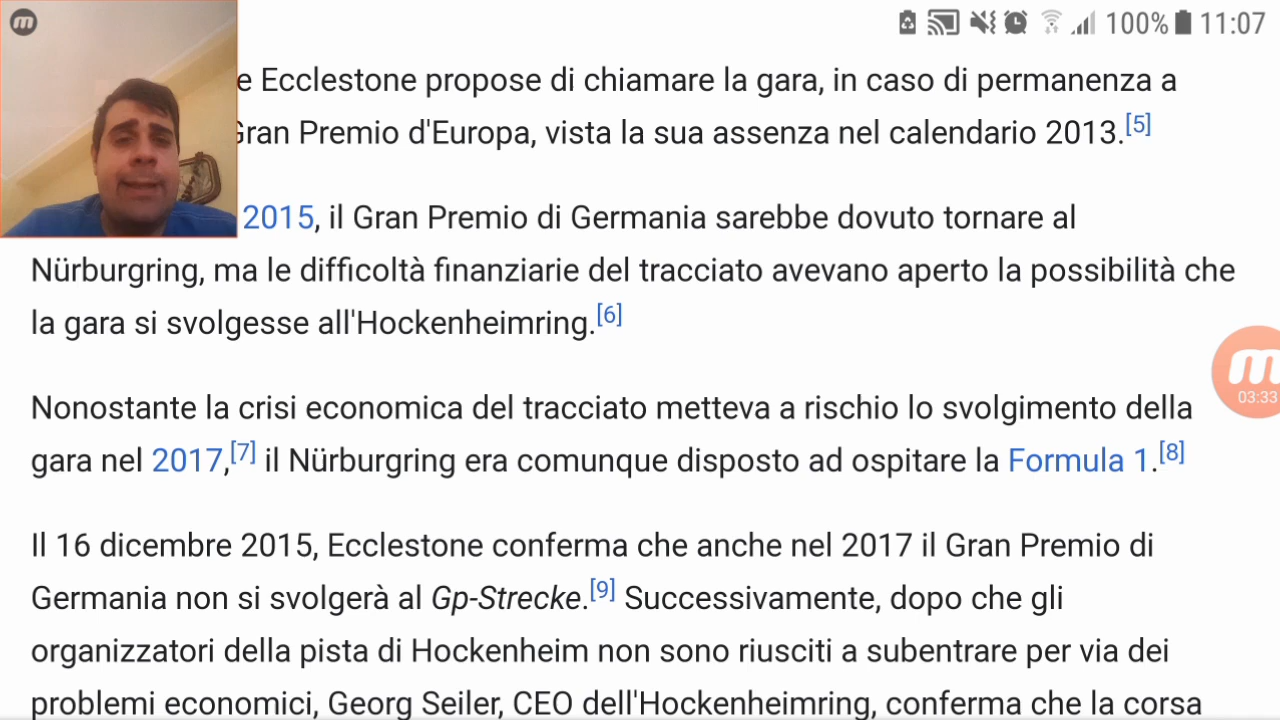 m
100% 11:07
e Ecclestone propose di chiamare la gara, in caso di permanenza a
Gran Premio d'Europa, vista la sua assenza nel calendario 2013.[5]
2015, il Gran Premio di Germania sarebbe dovuto tornare al
Nürburgring, ma le difficoltà finanziarie del tracciato avevano aperto la possibilità che
la gara si svolgesse all'Hockenheimring.[6]
m
03:33
Nonostante la crisi economica del tracciato metteva a rischio lo svolgimento della
gara nel 2017,[7] il Nürburgring era comunque disposto ad ospitare la Formula 1.[8]
Il 16 dicembre 2015, Ecclestone conferma che anche nel 2017 il Gran Premio di
Germania non si svolgerà al Gp-Strecke.[9] Successivamente, dopo che gli
organizzatori della pista di Hockenheim non sono riusciti a subentrare per via dei
problemi economici, Georg Seiler, CEO dell'Hockenheimring, conferma che la corsa